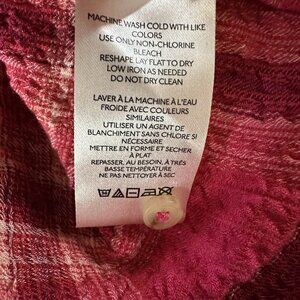 MACHINE WASH COLD WITH LIKE
COLORS
USE ONLY NON-CHLORINE
BLEACH
RESHAPE LAY FLAT TO DRY
LOW IRON AS NEEDED
DO NOT DRY CLEAN
LAVER À LA MACHINE À L'EAU
FROIDE AVEC COULEURS
SIMILAIRES
UTILISER UN AGENT DE
BLANCHIMENT SANS CHLORE SI
NÉCESSAIRE
METTRE EN FORME ET SECHER
À PLAT
REPASSER, AU BESOIN, À TRÈS
BASSE TEMPÉRATURE
NE PAS NETTOYER À SEC